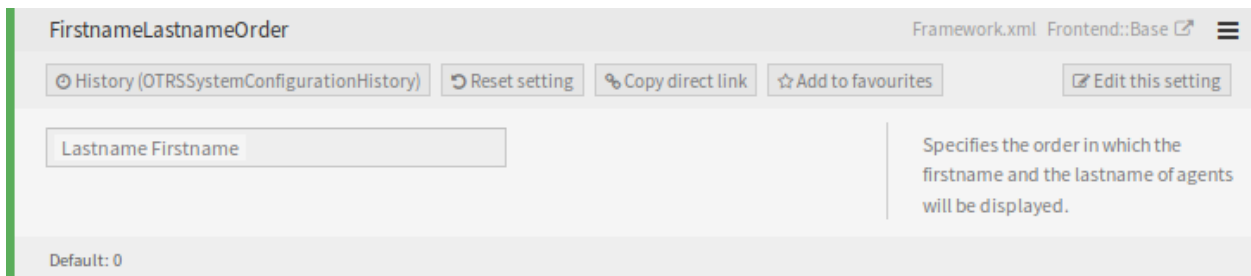 FirstnameLastnameOrder Framework.xml Frontend::Base
History (OTRSSystemConfigurationHistory) Reset setting Copy direct link Add to favourites Edit this setting
Lastname Firstname
Specifies the order in which the
firstname and the lastname of agents
will be displayed.
Default: 0